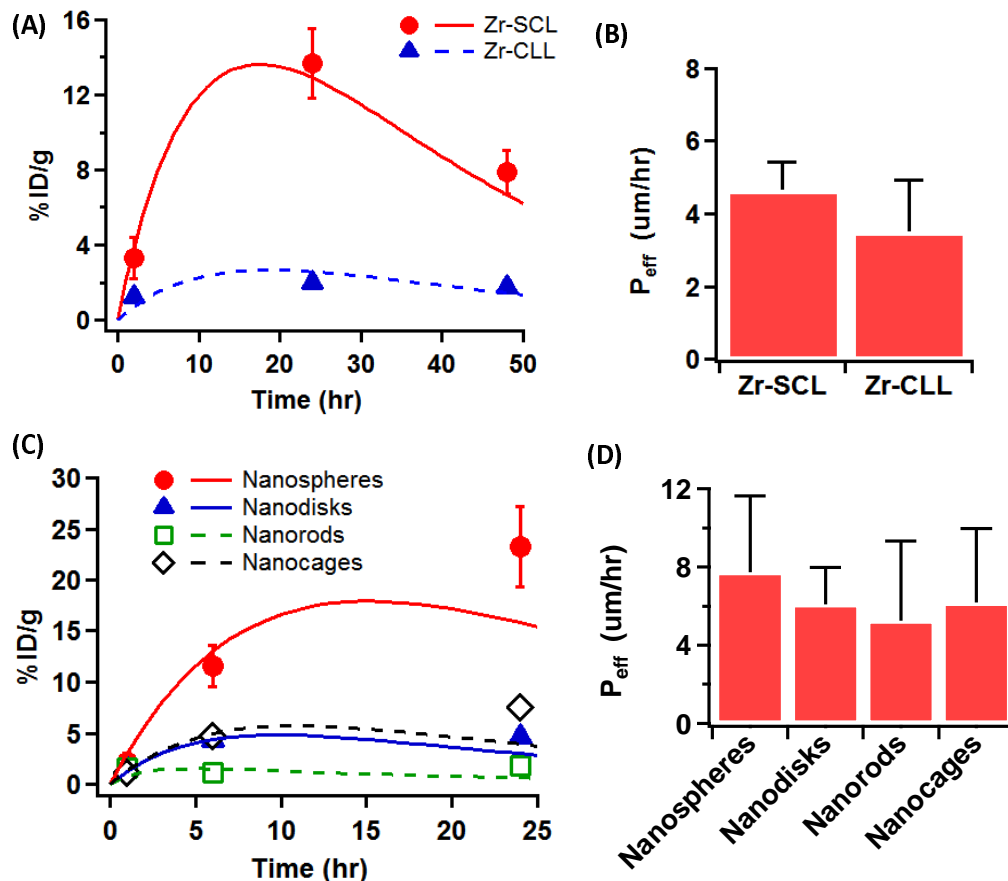 (A)
16
12
8
4
0
% ID/g
0 10 20 30 40 50
Time (hr)
Zr-SCL
Zr-CLL
(B)
8
6
4
2
0
Peff (um/hr)
Zr-SCL Zr-CLL
(C)
30
25
20
15
10
5
0
% ID/g
0 5 10 15 20 25
Time (hr)
Nanospheres
Nanodisks
Nanorods
Nanocages
(D)
12
8
4
0
Peff (um/hr)
Nanospheres
Nanodisks
Nanorods
Nanocages